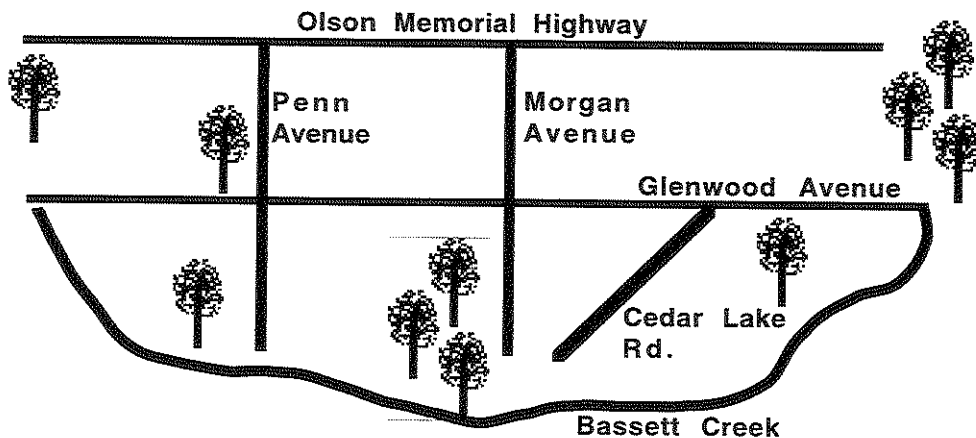 Olson Memorial Highway
Penn
Avenue
Morgan
Avenue
Glenwood Avenue
Cedar Lake
Rd.
Bassett Creek